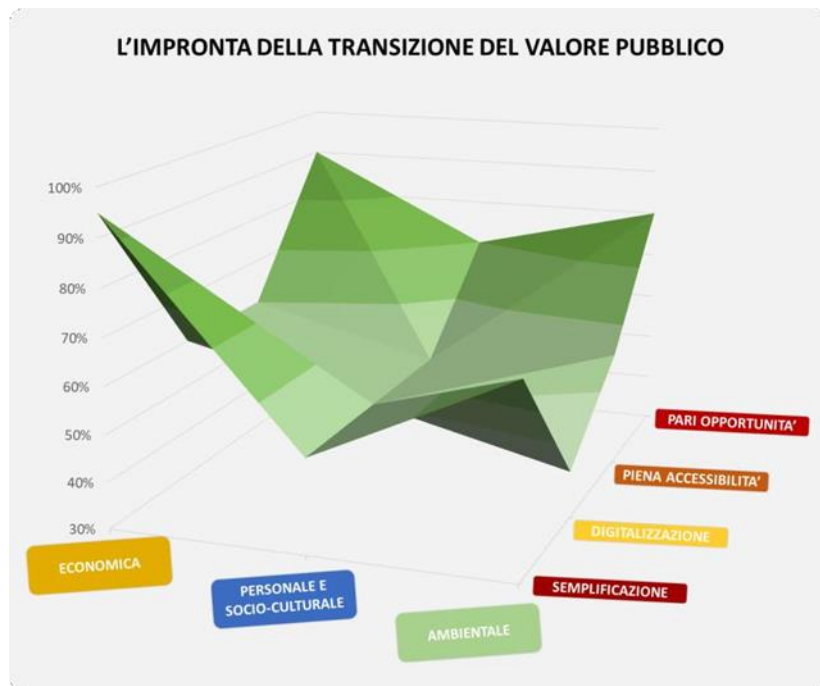 L’IMPRONTA DELLA TRANSIZIONE DEL VALORE PUBBLICO
100%
90%
80%
70%
60%
50%
40%
30%
PARI OPPORTUNITA’
PIENA ACCESSIBILITA’
DIGITALIZZAZIONE
SEMPLIFICAZIONE
ECONOMICA
PERSONALE E
SOCIO-CULTURALE
AMBIENTALE